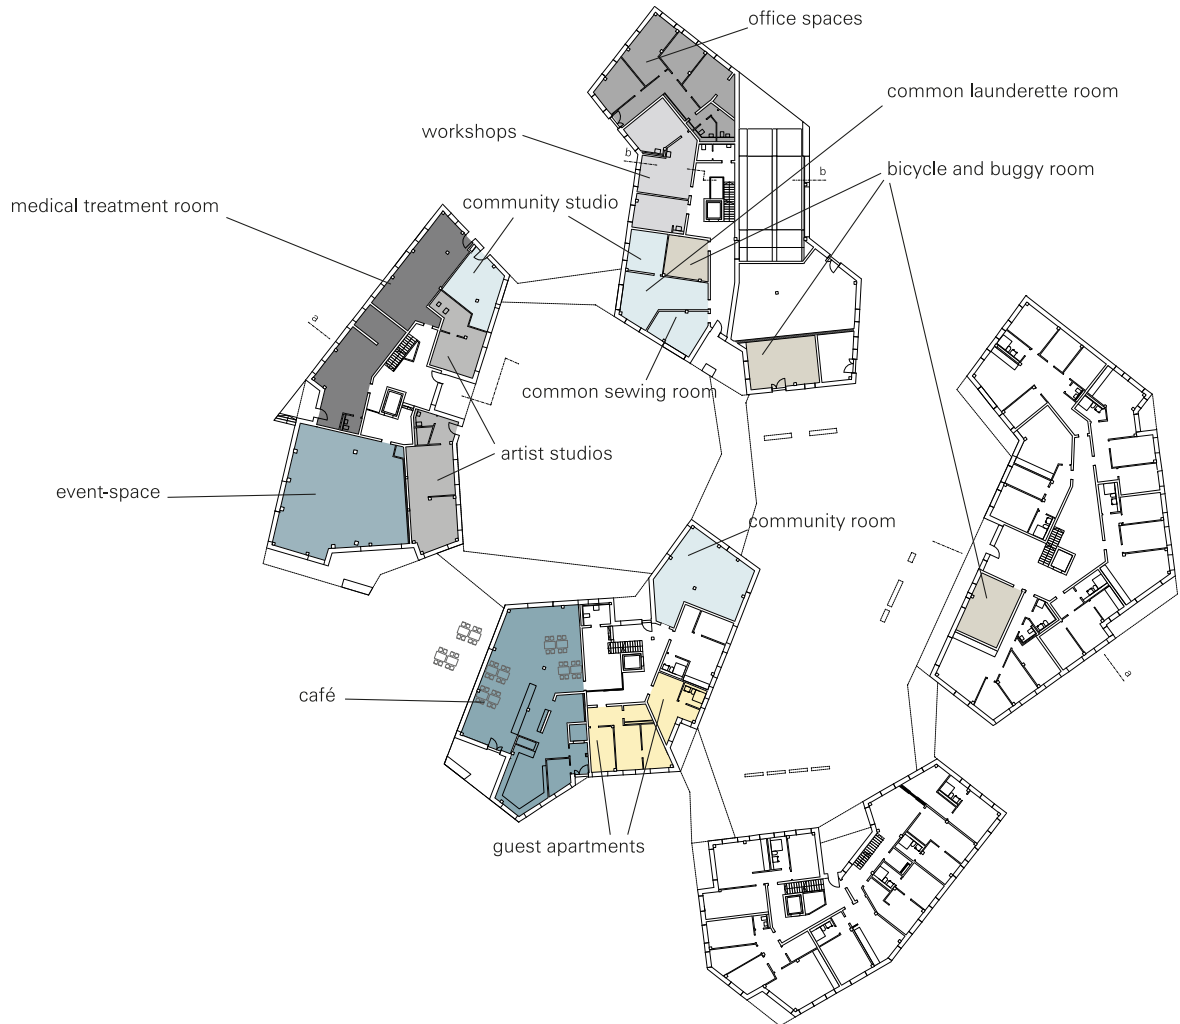 office spaces
common launderette room
workshops
b
b
bicycle and buggy room
medical treatment room
community studio
a
common sewing room
artist studios
event-space
community room
a
café
guest apartments